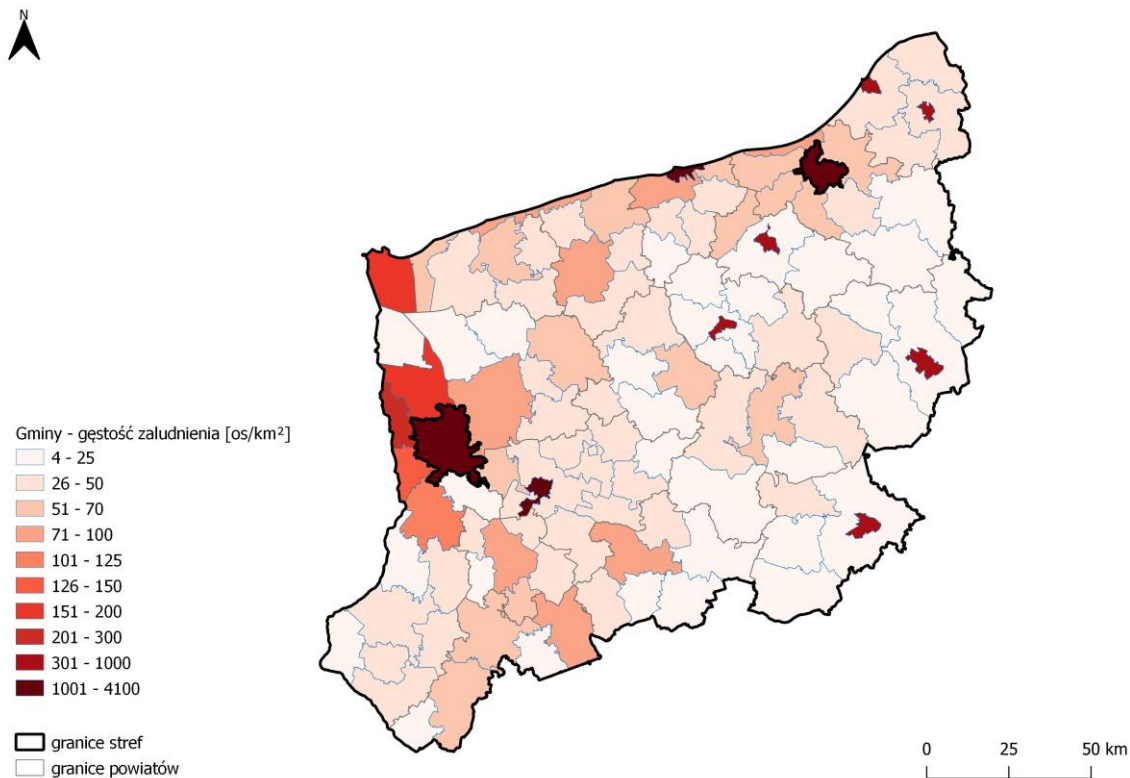 N
Gminy - gęstość zaludnienia [os/km²]
4 - 25
26 - 50
51 - 70
71 - 100
101 - 125
126 - 150
151 - 200
201 - 300
301 - 1000
1001 - 4100
granice stref
granice powiatów
0 25 50 km